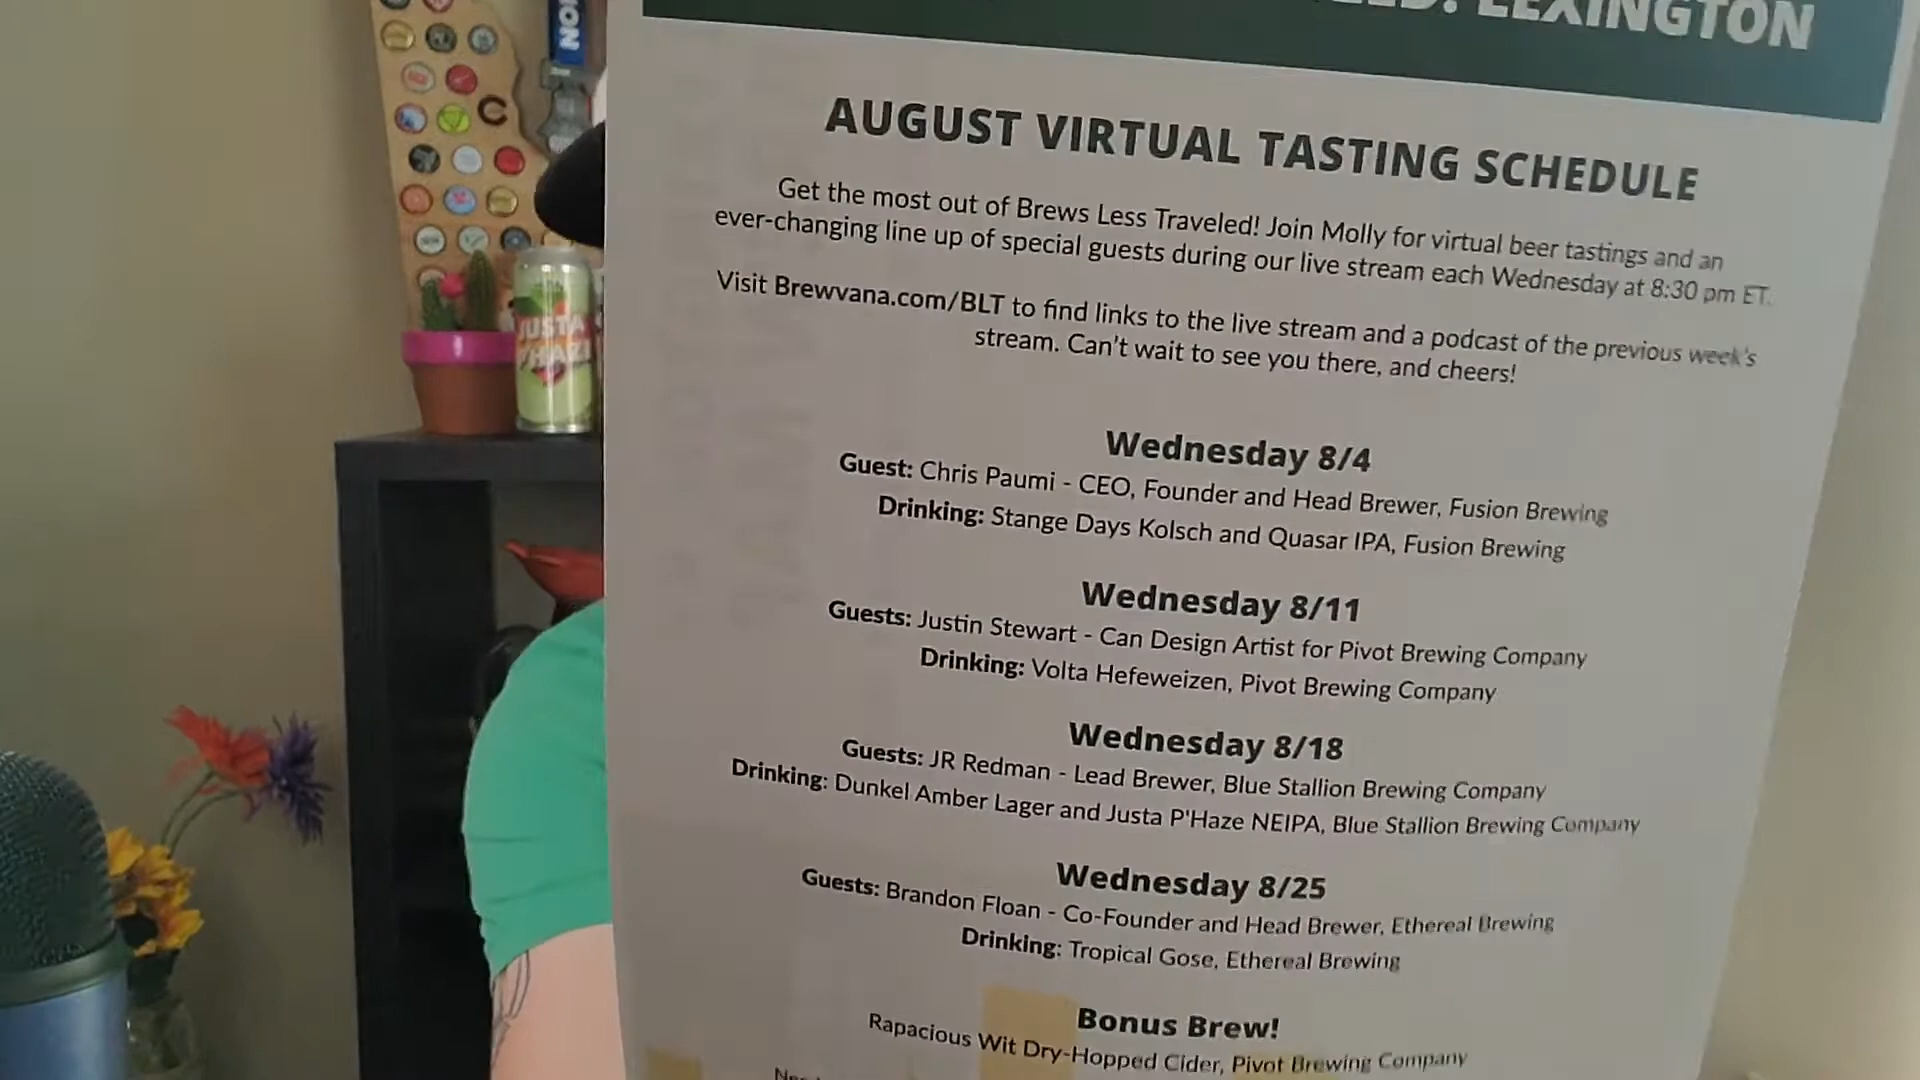 LEXINGTON
AUGUST VIRTUAL TASTING SCHEDULE
Get the most out of Brews Less Traveled! Join Molly for virtual beer tastings and an
ever-changing line up of special guests during our live stream each Wednesday at 8:30 pm ET.
Visit Brewvana.com/BLT to find links to the live stream and a podcast of the previous week's
stream. Can't wait to see you there, and cheers!
Wednesday 8/4
Guest: Chris Paumi - CEO, Founder and Head Brewer, Fusion Brewing
Drinking: Stange Days Kolsch and Quasar IPA, Fusion Brewing
Wednesday 8/11
Guests: Justin Stewart - Can Design Artist for Pivot Brewing Company
Drinking: Volta Hefeweizen, Pivot Brewing Company
Wednesday 8/18
Guests: JR Redman - Lead Brewer, Blue Stallion Brewing Company
Drinking: Dunkel Amber Lager and Justa P'Haze NEIPA, Blue Stallion Brewing Company
Wednesday 8/25
Guests: Brandon Floan - Co-Founder and Head Brewer, Ethereal Brewing
Drinking: Tropical Gose, Ethereal Brewing
Bonus Brew!
Rapacious Wit Dry-Hopped Cider, Pivot Brewing Company
JUSTA
P'HAZE